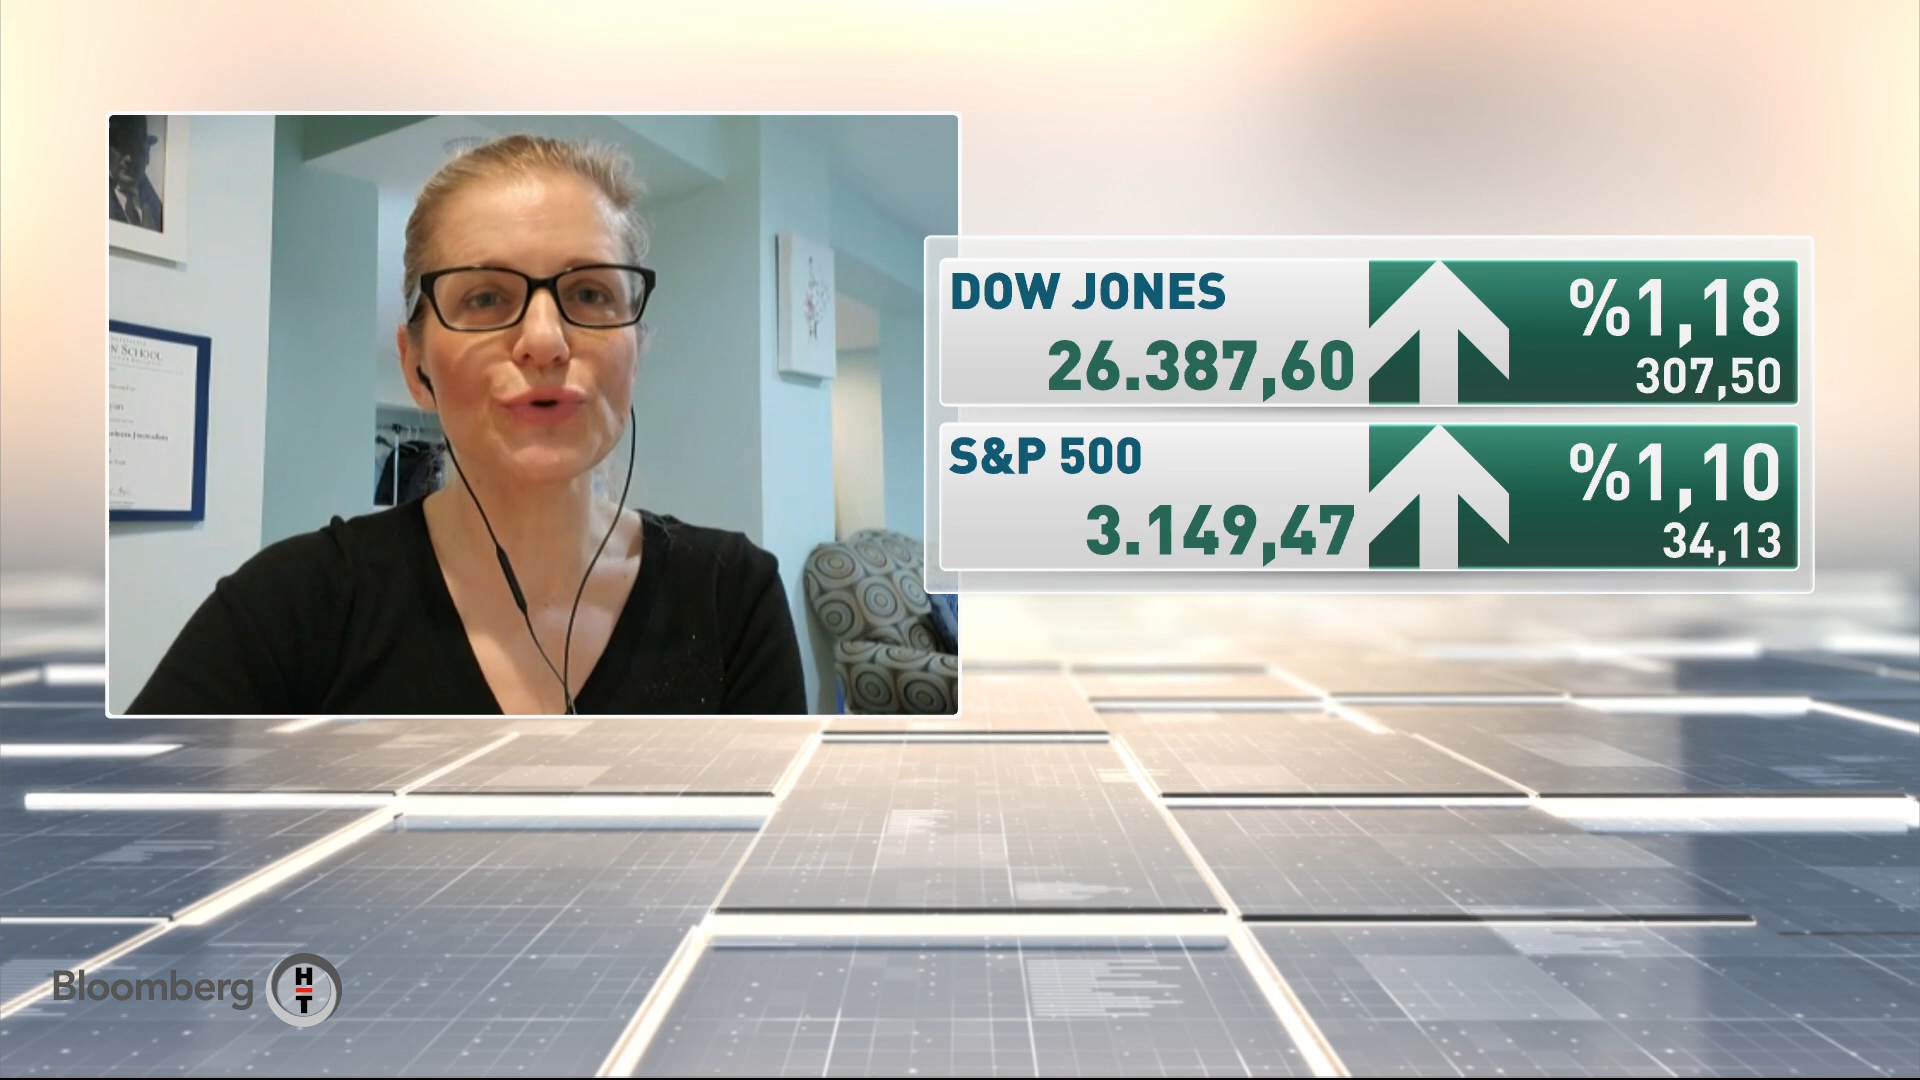 N SCHOOL
DOW JONES
26.387,60
%1,18
307,50
S&P 500
3.149,47
%1,10
34,13
Bloomberg HT